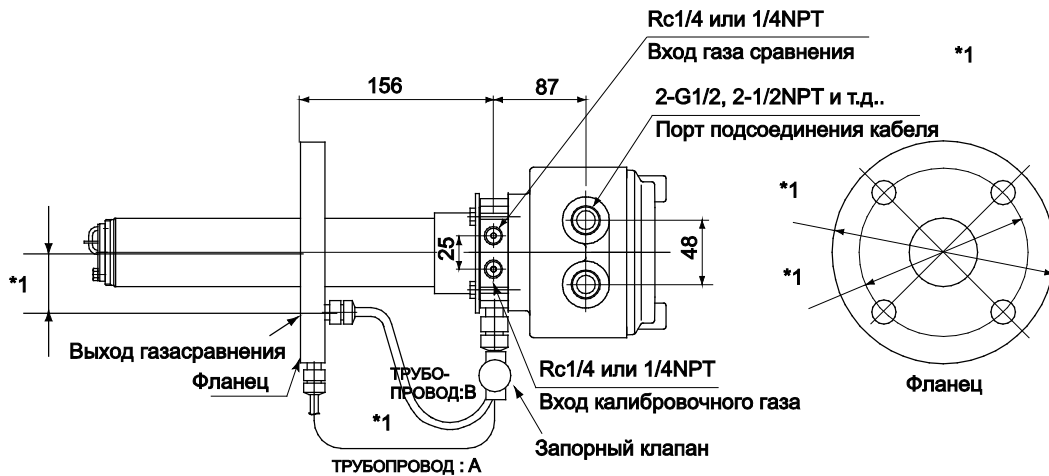 Rc1/4 или 1/4NPT
Вход газа сравнения
*1
156
87
2-G1/2, 2-1/2NPT и т.д..
Порт подсоединения кабеля
*1
25
48
*1
*1
Выход газасравнения
Фланец
ТРУБО-
ПРОВОД:B
*1
Rc1/4 или 1/4NPT
Вход калибровочного газа
Фланец
Запорный клапан
ТРУБОПРОВОД : A